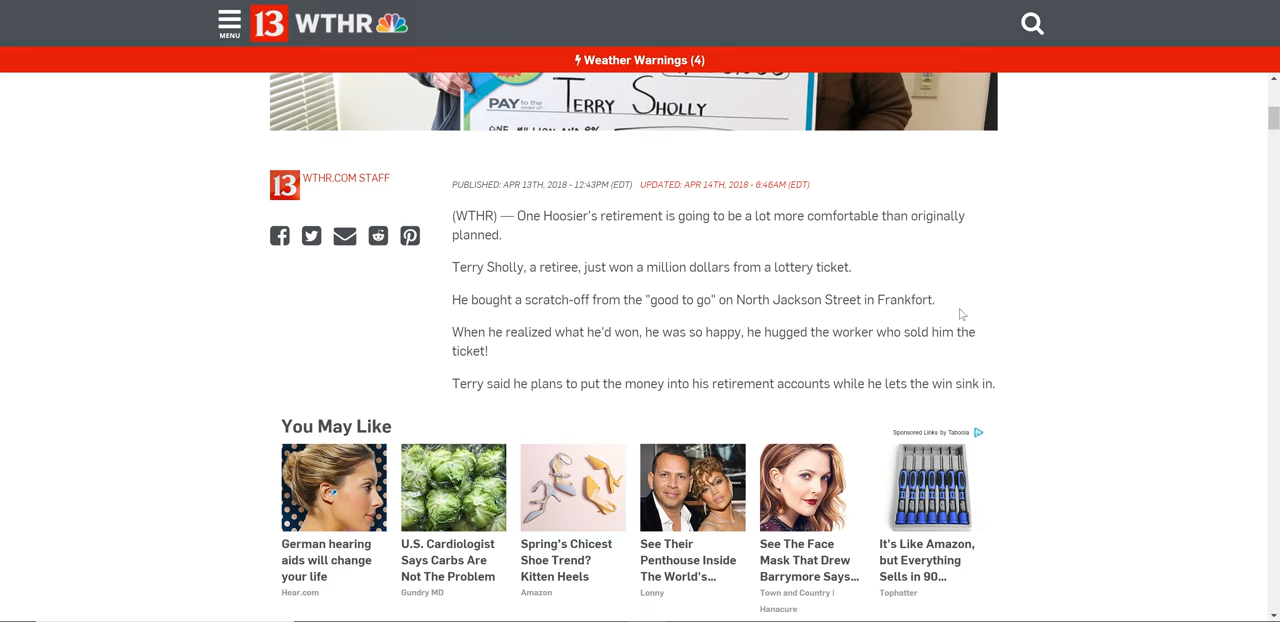 MENU
13 WTHR
Weather Warnings (4)
PAY to the
order of
TERRY SHOLLY
ONE MILLION AND
13
WTHR.COM STAFF
PUBLISHED: APR 13TH, 2018 - 12:43PM (EDT) UPDATED: APR 14TH, 2018 - 6:46AM (EDT)
(WTHR) — One Hoosier's retirement is going to be a lot more comfortable than originally
planned.
Terry Sholly, a retiree, just won a million dollars from a lottery ticket.
He bought a scratch-off from the "good to go" on North Jackson Street in Frankfort.
When he realized what he'd won, he was so happy, he hugged the worker who sold him the
ticket!
Terry said he plans to put the money into his retirement accounts while he lets the win sink in.
You May Like
Sponsored Links by Taboola
German hearing
aids will change
your life
Hear.com
U.S. Cardiologist
Says Carbs Are
Not The Problem
Gundry MD
Spring's Chicest
Shoe Trend?
Kitten Heels
Amazon
See Their
Penthouse Inside
The World's...
Lonny
See The Face
Mask That Drew
Barrymore Says...
Town and Country |
Hanacure
It's Like Amazon,
but Everything
Sells in 90...
Tophatter